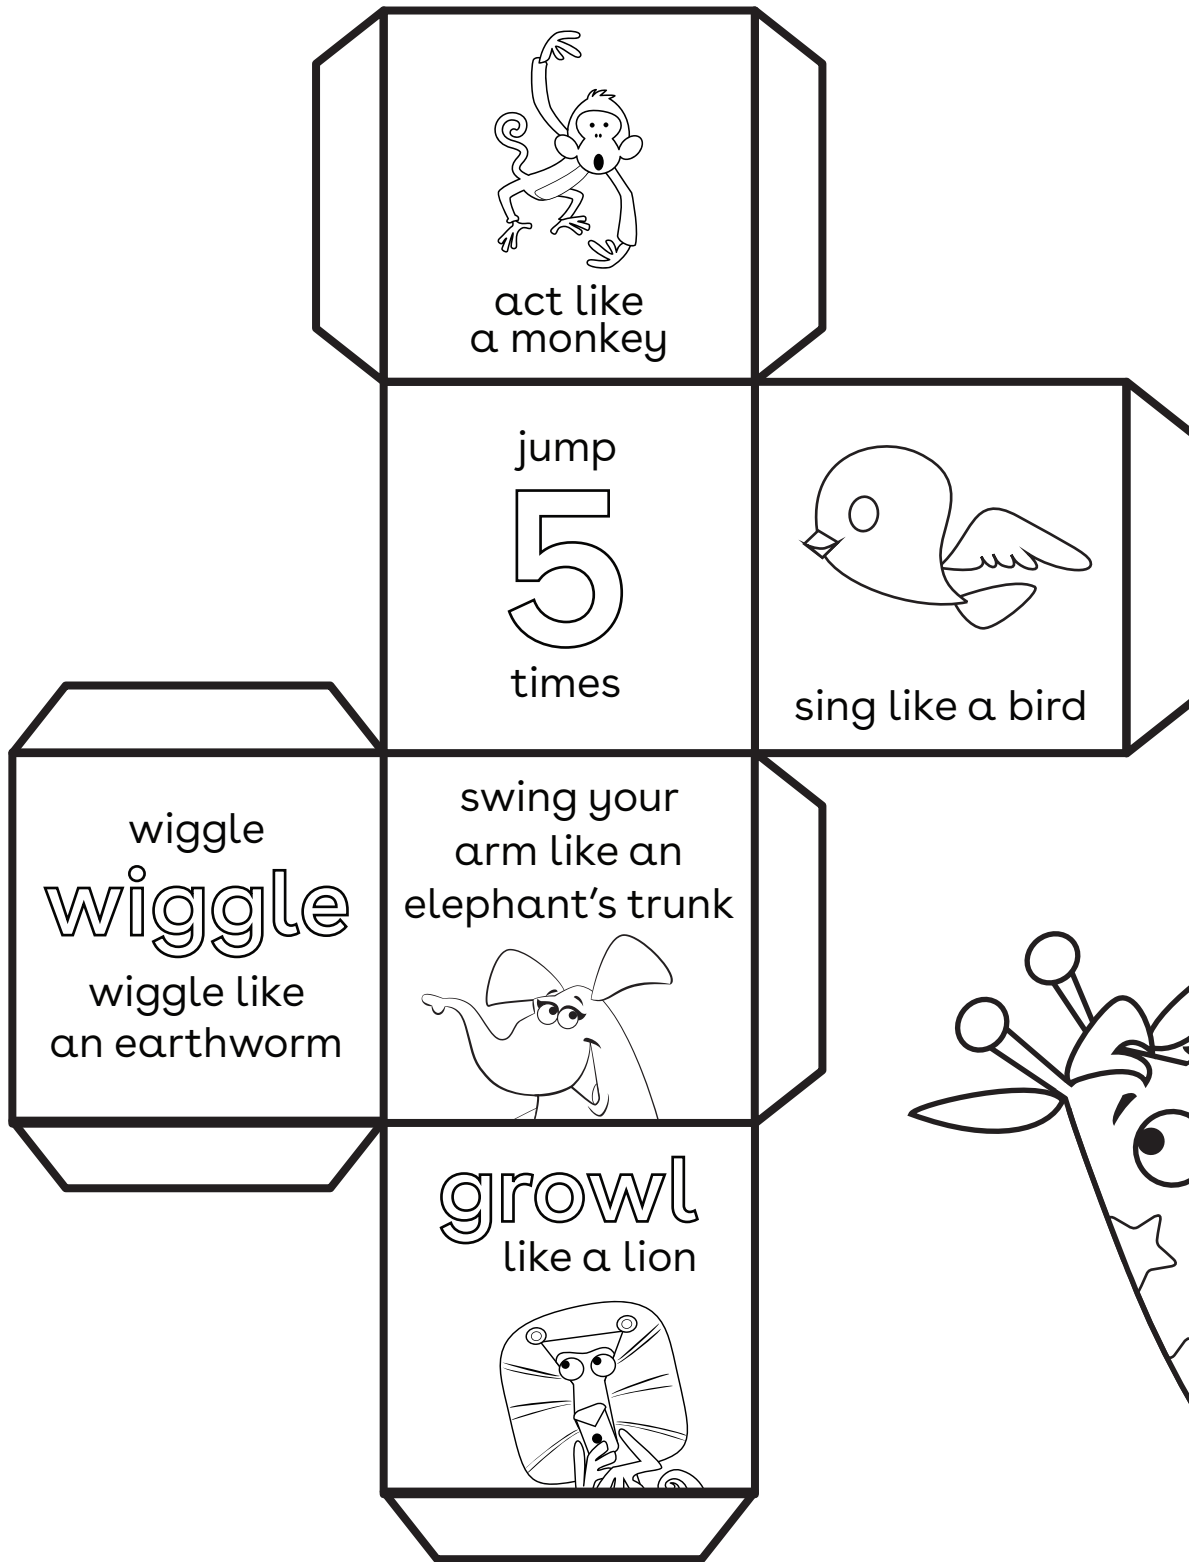 act like
a monkey
jump
5
times
sing like a bird
wiggle
wiggle
wiggle like
an earthworm
swing your
arm like an
elephant’s trunk
growl
like a lion